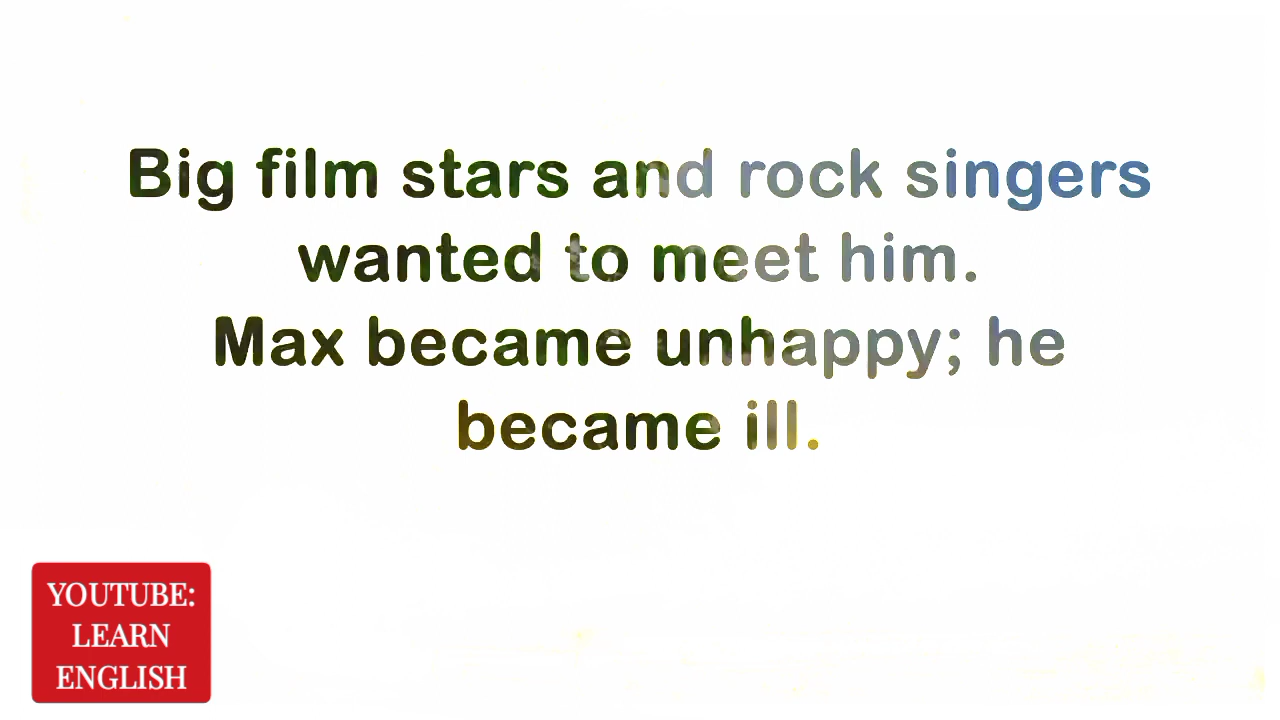 Big film stars and rock singers
wanted to meet him.
Max became unhappy; he
became ill.
YOUTUBE:
LEARN
ENGLISH